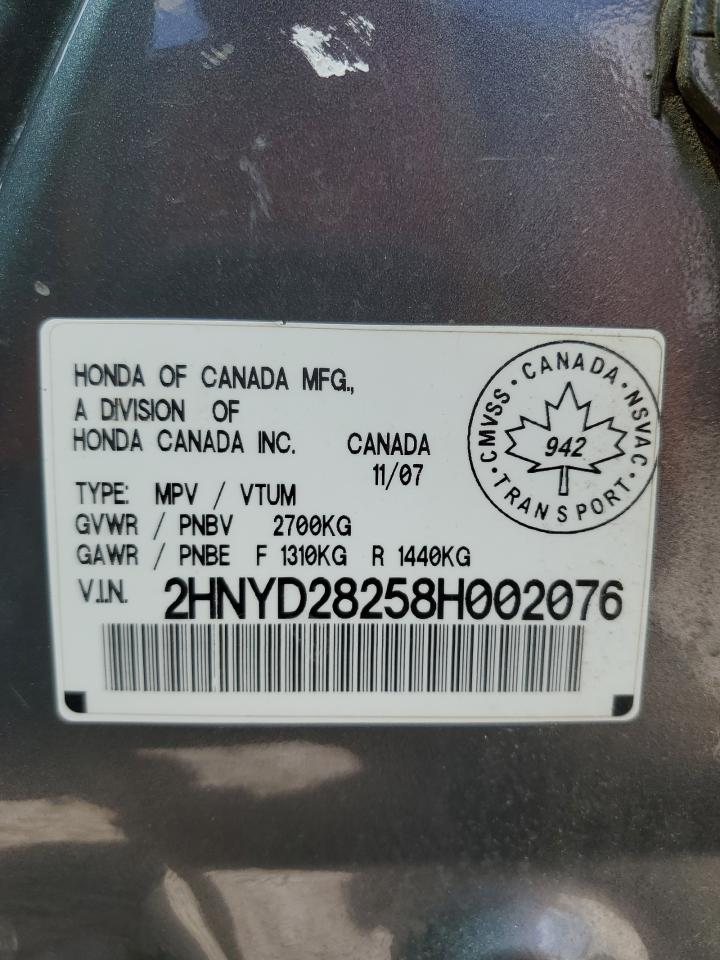 HONDA OF CANADA MFG.,
A DIVISION OF
HONDA CANADA INC. CANADA
11/07
TYPE: MPV / VTUM
GVWR / PNBV 2700KG
GAWR / PNBE F 1310KG R 1440KG
V.I.N. 2HNYD28258H002076
CMVSS · CANADA · NSVAC · TRANSPORT ·
942